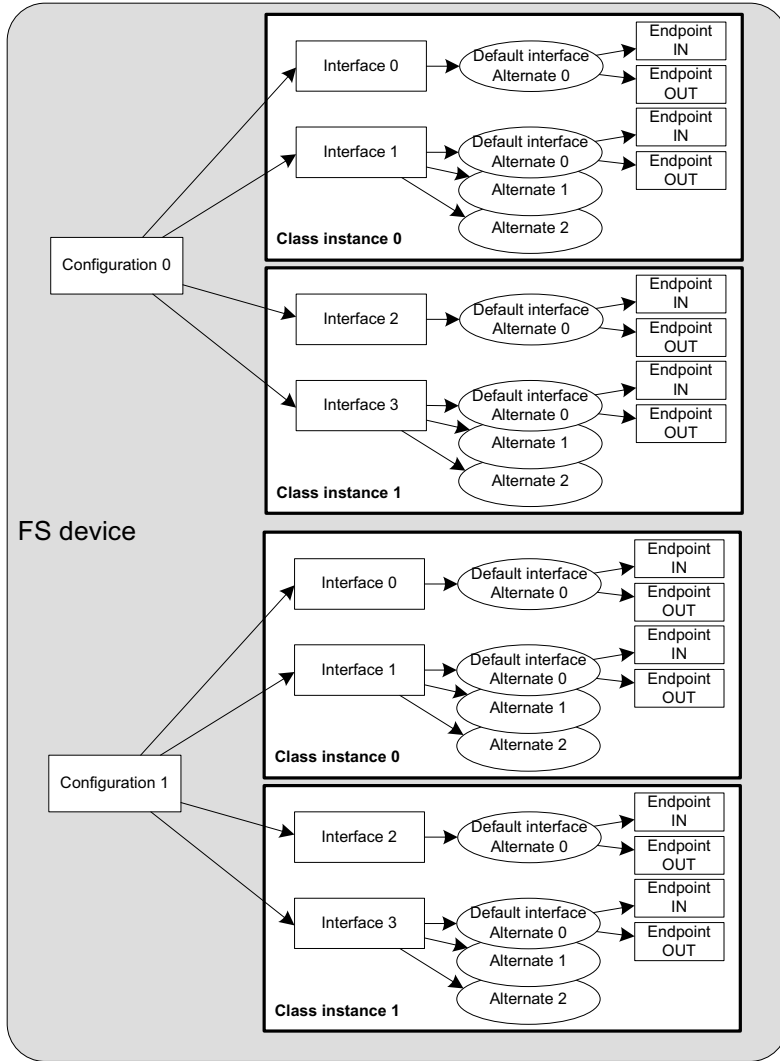 Interface 0
Default interface
Alternate 0
Endpoint
IN
Endpoint
OUT
Interface 1
Default interface
Alternate 0
Alternate 1
Alternate 2
Endpoint
IN
Endpoint
OUT
Class instance 0
Configuration 0
Interface 2
Default interface
Alternate 0
Endpoint
IN
Endpoint
OUT
Interface 3
Default interface
Alternate 0
Alternate 1
Alternate 2
Endpoint
IN
Endpoint
OUT
Class instance 1
FS device
Interface 0
Default interface
Alternate 0
Endpoint
IN
Endpoint
OUT
Interface 1
Default interface
Alternate 0
Alternate 1
Alternate 2
Endpoint
IN
Endpoint
OUT
Class instance 0
Configuration 1
Interface 2
Default interface
Alternate 0
Endpoint
IN
Endpoint
OUT
Interface 3
Default interface
Alternate 0
Alternate 1
Alternate 2
Endpoint
IN
Endpoint
OUT
Class instance 1